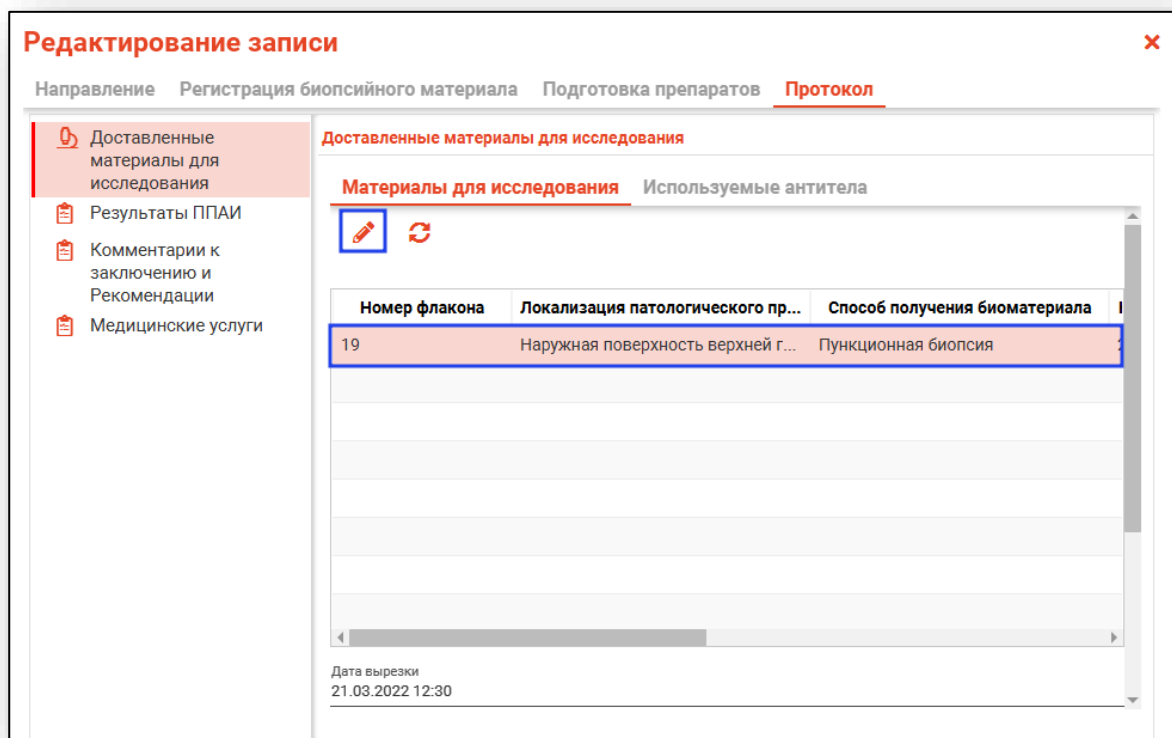 Редактирование записи
Направление Регистрация биопсийного материала Подготовка препаратов Протокол
Доставленные
материалы для
исследования
Результаты ППАИ
Комментарии к
заключению и
Рекомендации
Медицинские услуги
Доставленные материалы для исследования
Материалы для исследования Используемые антитела
Номер флакона Локализация патологического пр... Способ получения биоматериала
19 Наружная поверхность верхней г... Пункционная биопсия
Дата вырезки
21.03.2022 12:30